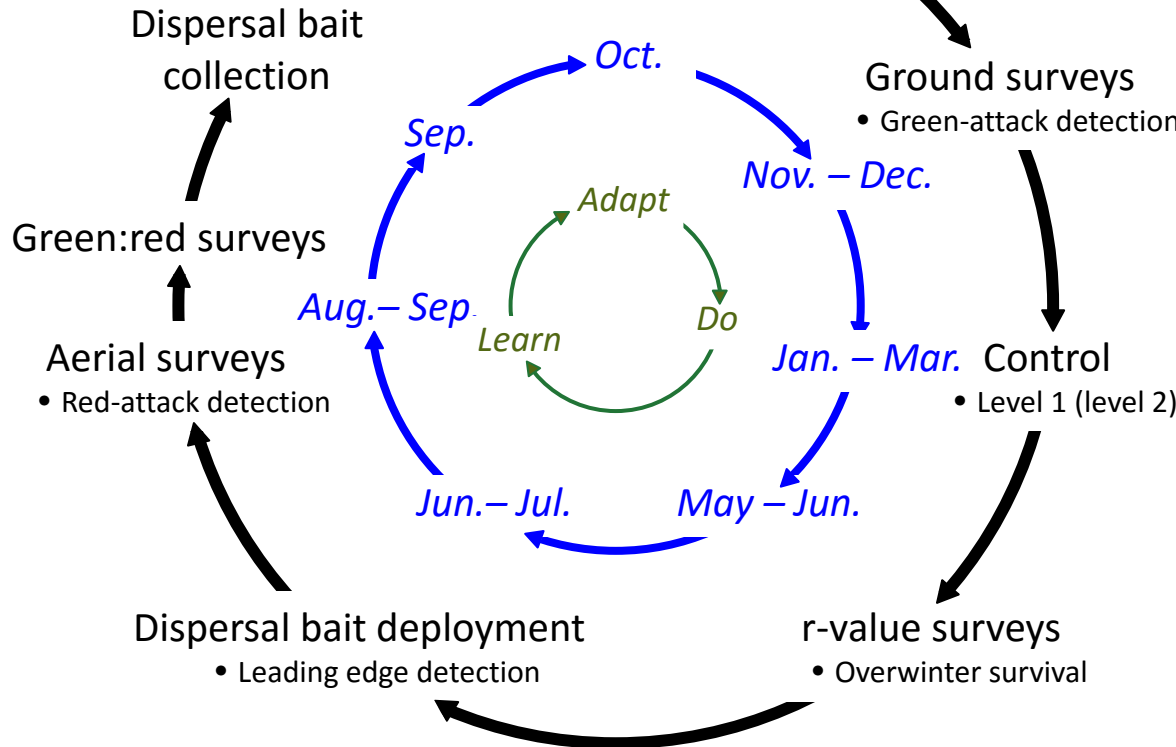 Dispersal bait
collection
Oct.
Ground surveys
• Green-attack detection
Sep.
Nov. – Dec.
Adapt
Green:red surveys
Aug.– Sep.
Do
Learn
Aerial surveys
• Red-attack detection
Jan. – Mar.
Control
• Level 1 (level 2)
Jun.– Jul.
May – Jun.
Dispersal bait deployment
• Leading edge detection
r-value surveys
• Overwinter survival